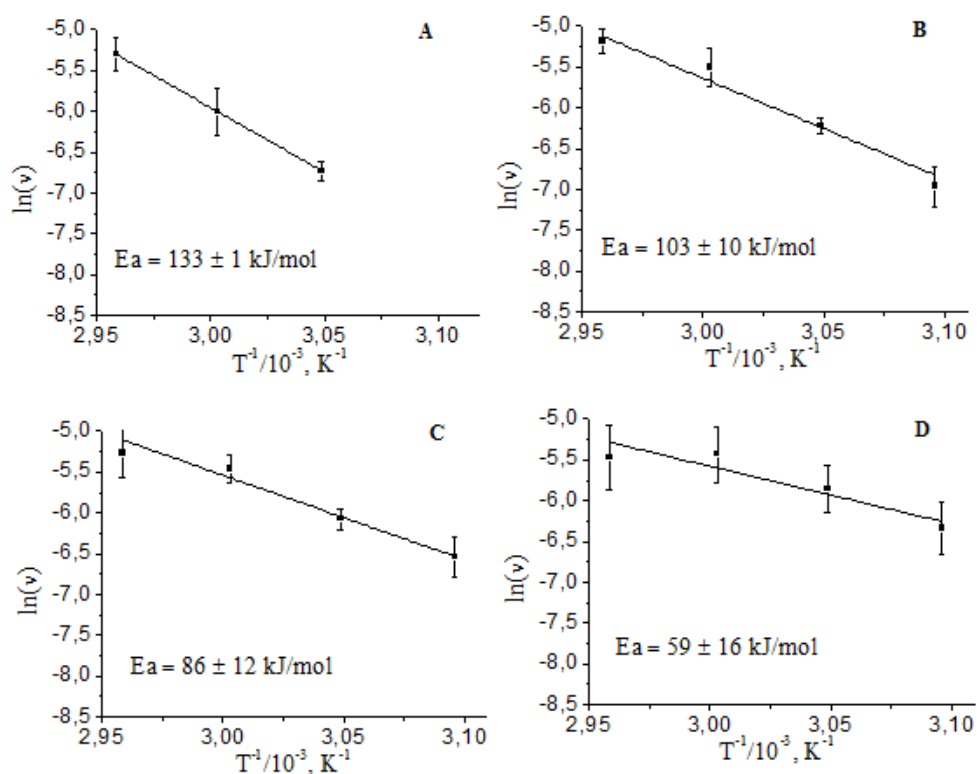 A
-5,0
-5,5
-6,0
-6,5
-7,0
-7,5
-8,0
-8,5
ln(ν)
Ea = 133 ± 1 kJ/mol
2,95 3,00 3,05 3,10
T⁻¹/10⁻³, K⁻¹
B
-5,0
-5,5
-6,0
-6,5
-7,0
-7,5
-8,0
-8,5
ln(ν)
Ea = 103 ± 10 kJ/mol
2,95 3,00 3,05 3,10
T⁻¹/10⁻³, K⁻¹
C
-5,0
-5,5
-6,0
-6,5
-7,0
-7,5
-8,0
-8,5
ln(ν)
Ea = 86 ± 12 kJ/mol
2,95 3,00 3,05 3,10
T⁻¹/10⁻³, K⁻¹
D
-5,0
-5,5
-6,0
-6,5
-7,0
-7,5
-8,0
-8,5
ln(ν)
Ea = 59 ± 16 kJ/mol
2,95 3,00 3,05 3,10
T⁻¹/10⁻³, K⁻¹